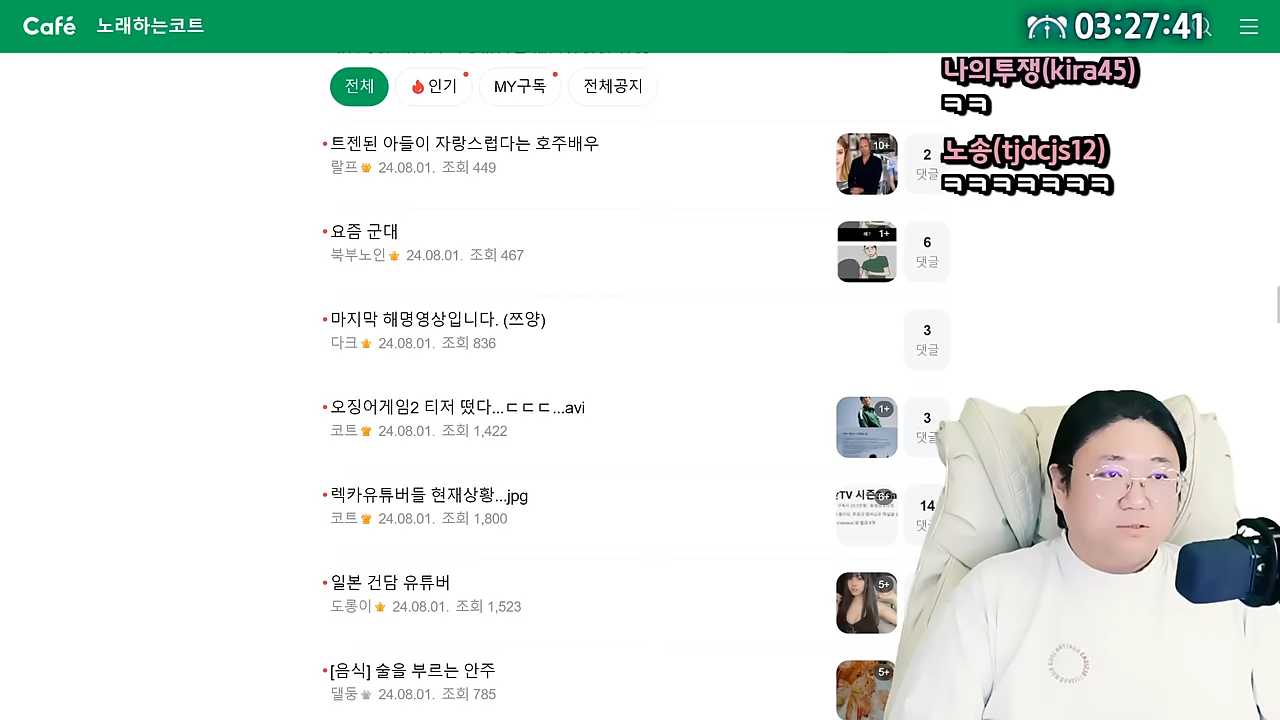 Café 노래하는코트
03:27:41
전체
인기
MY구독
전체공지
트젠된 아들이 자랑스럽다는 호주배우
랄프 24.08.01. 조회 449
10+
2
댓글
요즘 군대
북부노인 24.08.01. 조회 467
1+
6
댓글
마지막 해명영상입니다. (쯔양)
다크 24.08.01. 조회 836
3
댓글
오징어게임2 티저 떴다...ㄷㄷㄷ...avi
코트 24.08.01. 조회 1,422
1+
3
댓글
렉카유튜버들 현재상황...jpg
코트 24.08.01. 조회 1,800
TV 시즌
6+
14
댓
일본 건담 유튜버
도롱이 24.08.01. 조회 1,523
5+
[음식] 술을 부르는 안주
댈둥 24.08.01. 조회 785
5+
나의투쟁(kira45)
ㅋㅋ
노송(tjdcjs12)
ㅋㅋㅋㅋㅋㅋㅋ